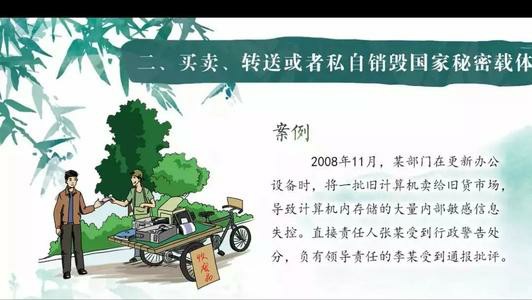 二、买卖、转送或者私自销毁国家秘密载体
案例
2008年11月，某部门在更新办公
设备时，将一批旧计算机卖给旧货市场，
导致计算机内存储的大量内部敏感信息
失控。直接责任人张某受到行政警告处
分，负有领导责任的李某受到通报批评。
收废品